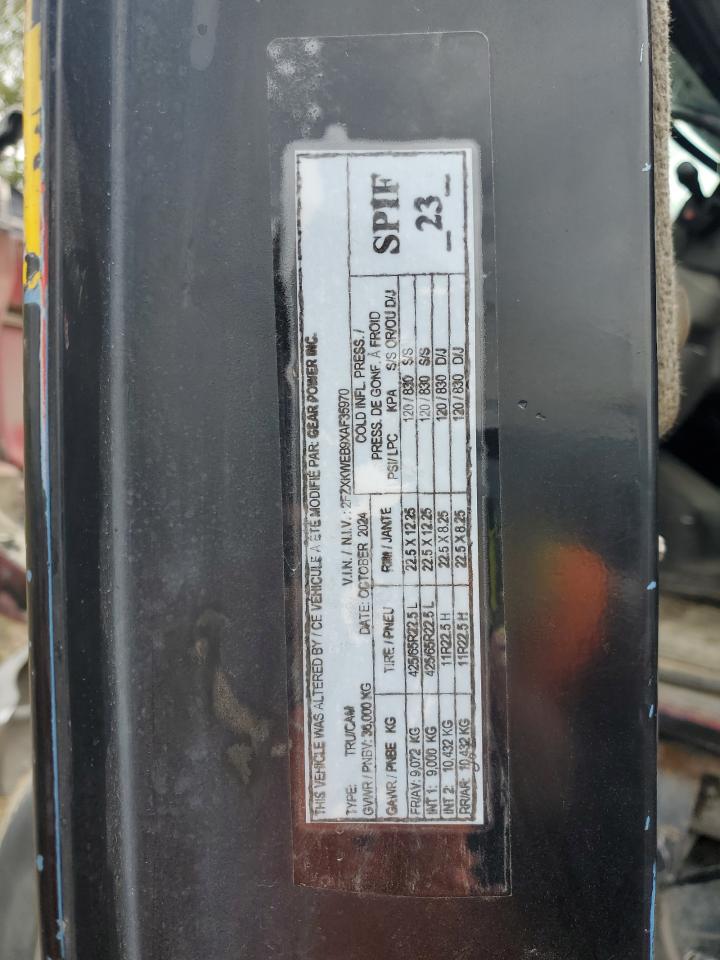 THIS VEHICLE WAS ALTERED BY / CE VÉHICULE A ÉTÉ MODIFIÉ PAR: GEAR POWER INC.
TYPE: TRU/CAM V.I.N. / N.I.V.: 2FZXKWEB9XAF35970
GVWR / PNBV: 36,000 KG DATE: OCTOBER 2024
COLD INFL. PRESS. /
GAWR / PNBE KG TIRE / PNEU RIM / JANTE PRESS. DE GONF. À FROID
PSI / LPC KPA S/S OR/OU D/J
FR/AV: 9,072 KG 425/65R22.5 L 22.5 X 12.25 120 / 830 S/S
INT 1: 9,000 KG 425/65R22.5 L 22.5 X 12.25 120 / 830 S/S
INT 2: 10,432 KG 11R22.5 H 22.5 X 8.25 120 / 830 D/J
RR/AR: 10,432 KG 11R22.5 H 22.5 X 8.25 120 / 830 D/J
SPIF
_23_